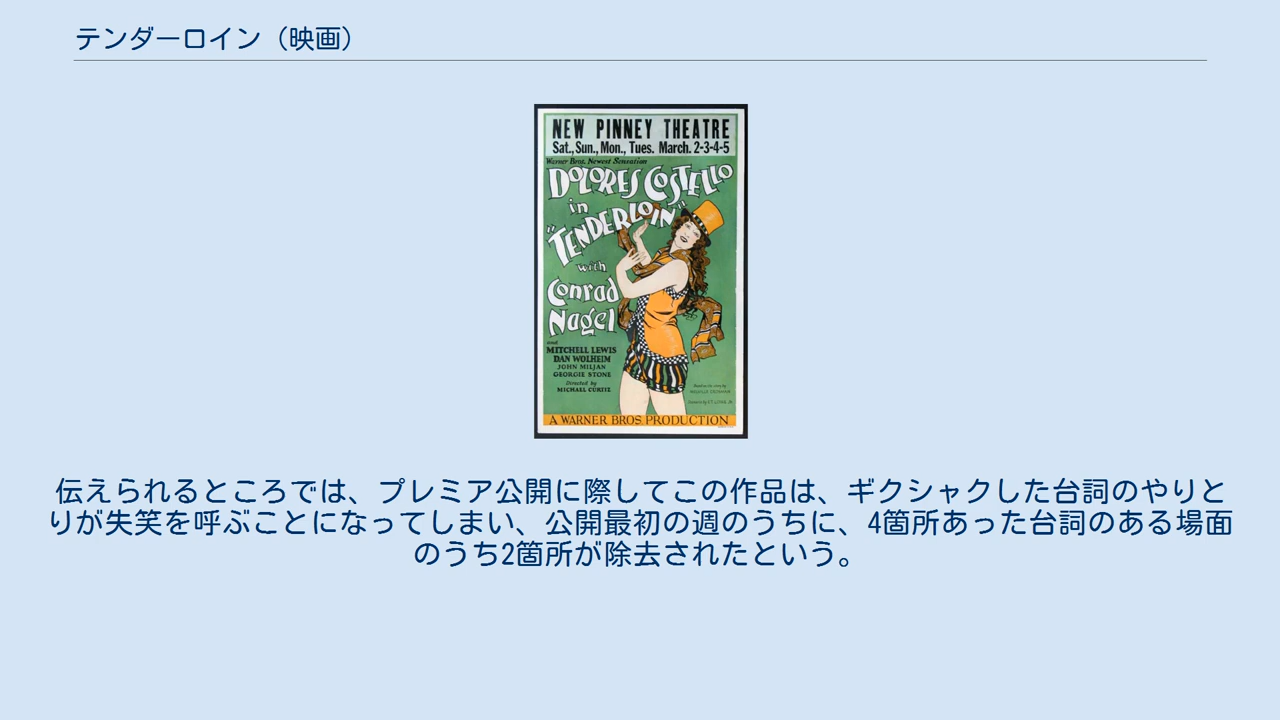 テンダーロイン（映画）
NEW PINNEY THEATRE
Sat., Sun., Mon., Tues. March. 2-3-4-5
Warner Bros. Newest Sensation
DOLORES COSTELLO
in
"TENDERLOIN"
with
Conrad
Nagel
and
MITCHELL LEWIS
DAN WOLHEIM
JOHN MILJAN
GEORGIE STONE
Directed by
MICHAEL CURTIZ
A WARNER BROS PRODUCTION
伝えられるところでは、プレミア公開に際してこの作品は、ギクシャクした台詞のやりと
りが失笑を呼ぶことになってしまい、公開最初の週のうちに、4箇所あった台詞のある場面
のうち2箇所が除去されたという。